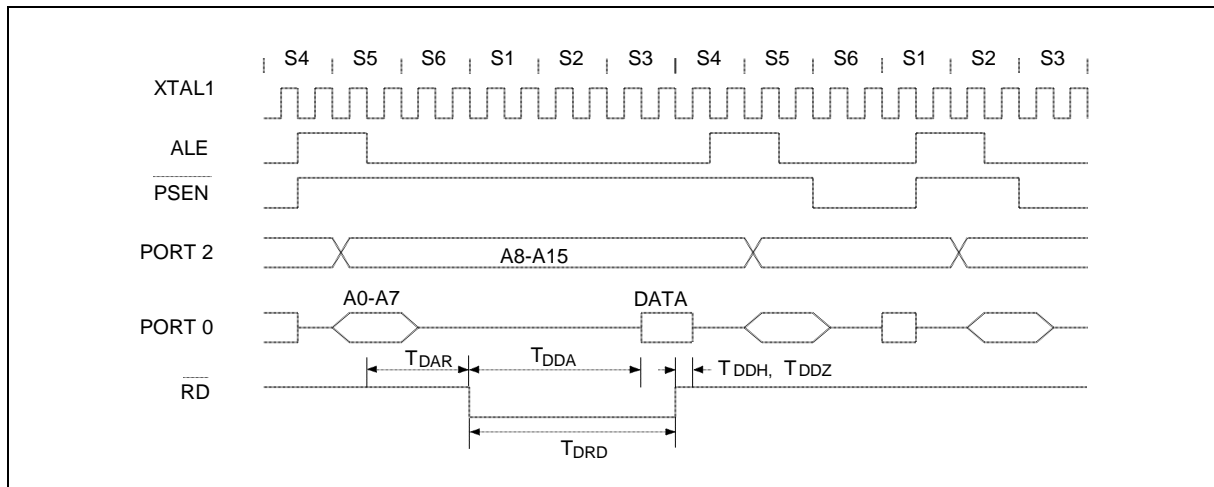 S4 S5 S6 S1 S2 S3 S4 S5 S6 S1 S2 S3
XTAL1
ALE
PSEN
PORT 2
A8-A15
A0-A7
DATA
PORT 0
TDAR
TDDA
TDDH, TDDZ
RD
TDRD